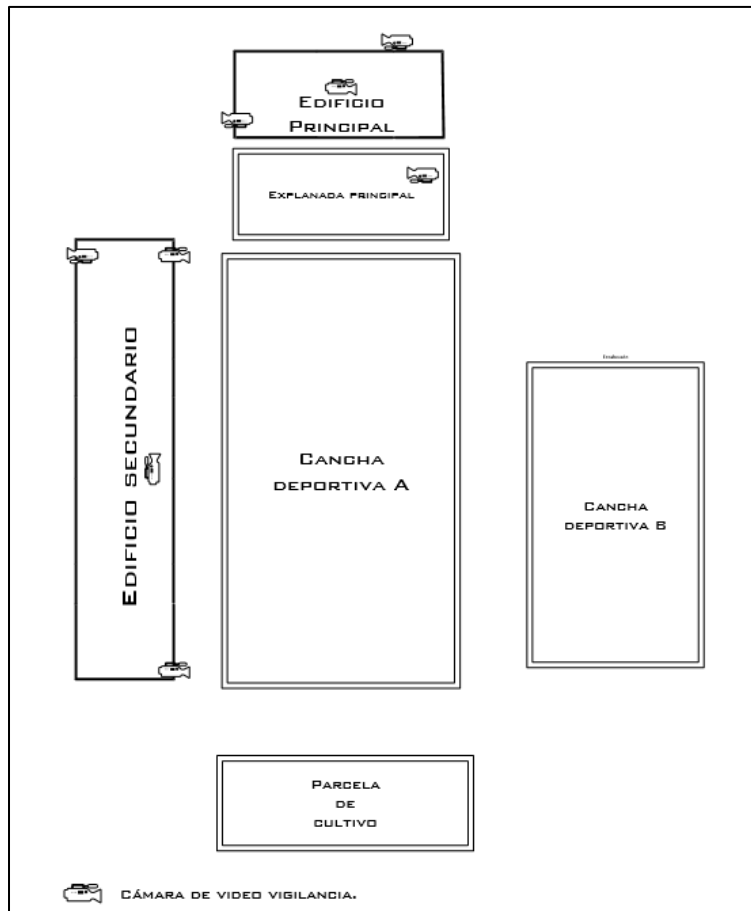 Edificio
Principal
Explanada principal
Edificio secundario
Cancha
deportiva A
Cancha
deportiva B
Parcela
de
cultivo
Cámara de video vigilancia.